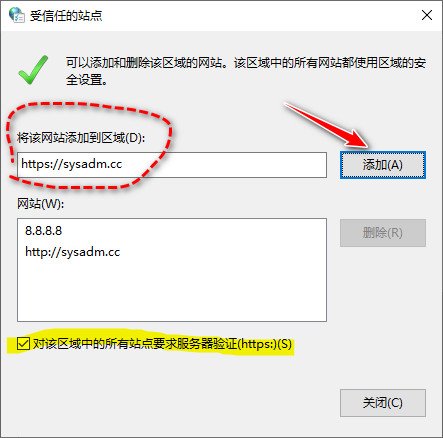 受信任的站点
可以添加和删除该区域的网站。该区域中的所有网站都使用区域的安
全设置。
将该网站添加到区域(D):
https://sysadm.cc
添加(A)
网站(W):
8.8.8.8
http://sysadm.cc
删除(R)
对该区域中的所有站点要求服务器验证(https:)(S)
关闭(C)